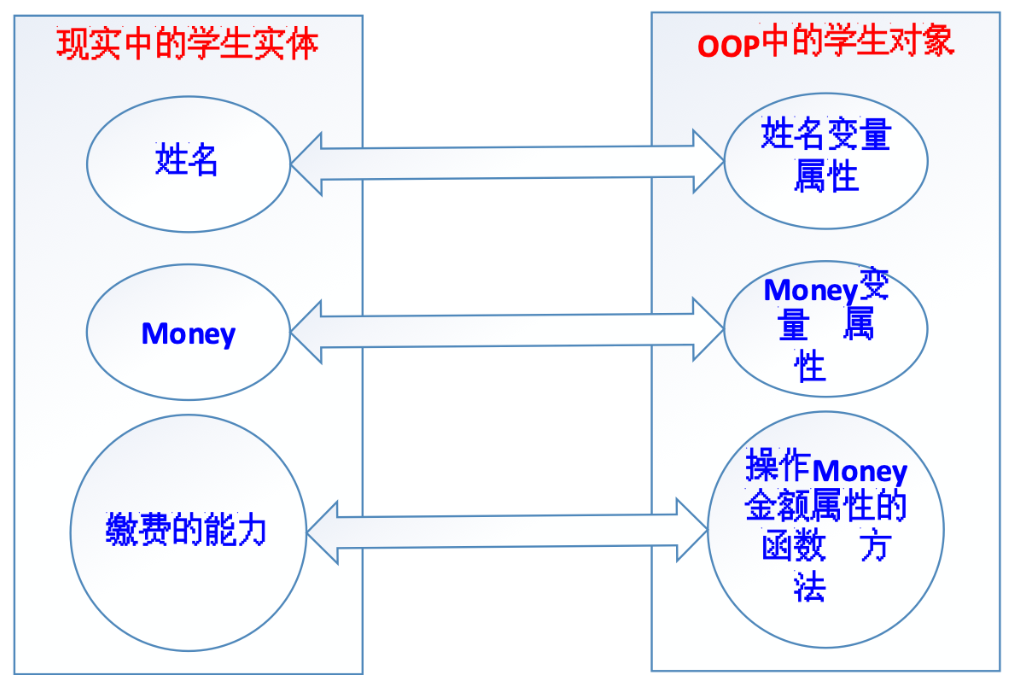 现实中的学生实体
姓名
Money
缴费的能力
OOP中的学生对象
姓名变量
属性
Money变
量 属
性
操作Money
金额属性的
函数 方
法